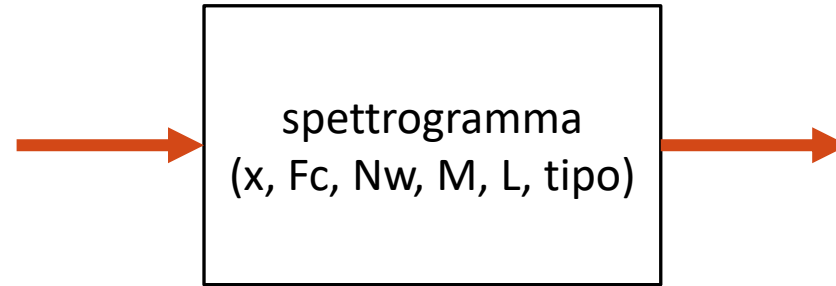 spettrogramma
(x, Fc, Nw, M, L, tipo)